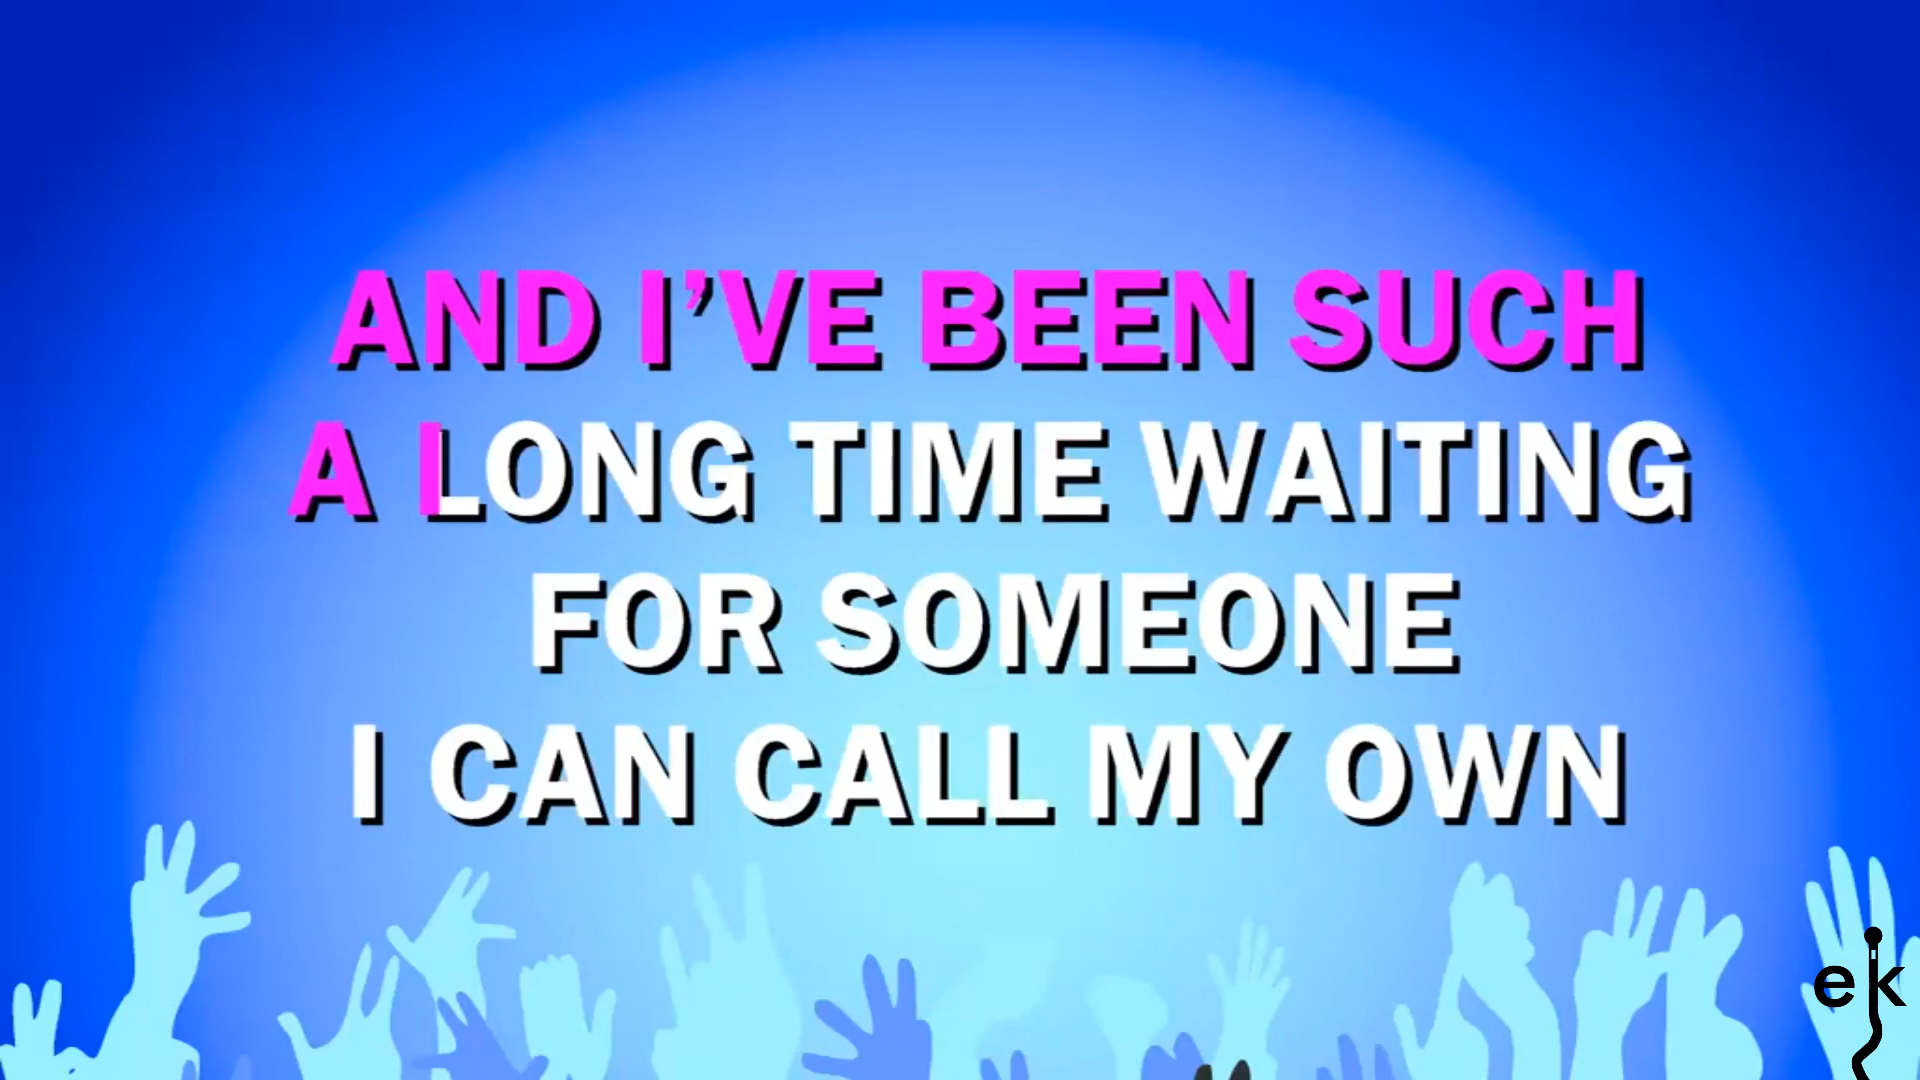 AND I’VE BEEN SUCH
A LONG TIME WAITING
FOR SOMEONE
I CAN CALL MY OWN
ek